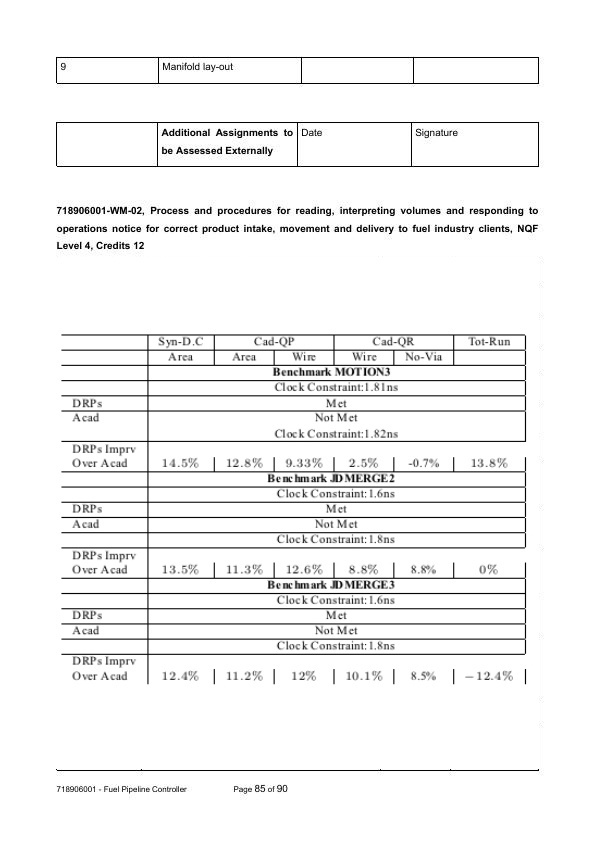 9 Manifold lay-out
Additional Assignments to Date Signature
be Assessed Externally
718906001-WM-02, Process and procedures for reading, interpreting volumes and responding to
operations notice for correct product intake, movement and delivery to fuel industry clients, NQF
Level 4, Credits 12
Syn-D.C Cad-QP Cad-QR Tot-Run
Area Area Wire Wire No-Via
Benchmark MOTION3
Clock Constraint:1.81ns
DRPs Met
Acad Not Met
Clock Constraint:1.82ns
DRPs Imprv
Over Acad 14.5% 12.8% 9.33% 2.5% -0.7% 13.8%
Benchmark JDMERGE2
Clock Constraint:1.6ns
DRPs Met
Acad Not Met
Clock Constraint:1.8ns
DRPs Imprv
Over Acad 13.5% 11.3% 12.6% 8.8% 8.8% 0%
Benchmark JDMERGE3
Clock Constraint:1.6ns
DRPs Met
Acad Not Met
Clock Constraint:1.8ns
DRPs Imprv
Over Acad 12.4% 11.2% 12% 10.1% 8.5% −12.4%
718906001 - Fuel Pipeline Controller Page 85 of 90